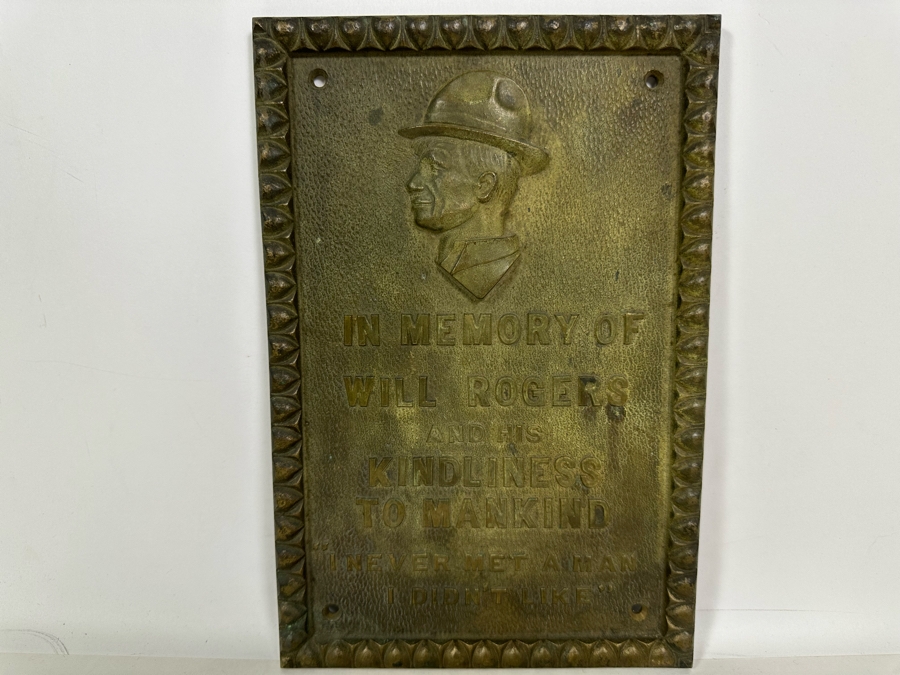 IN MEMORY OF
WILL ROGERS
AND HIS
KINDLINESS
TO MANKIND
"I NEVER MET A MAN
I DIDN'T LIKE"